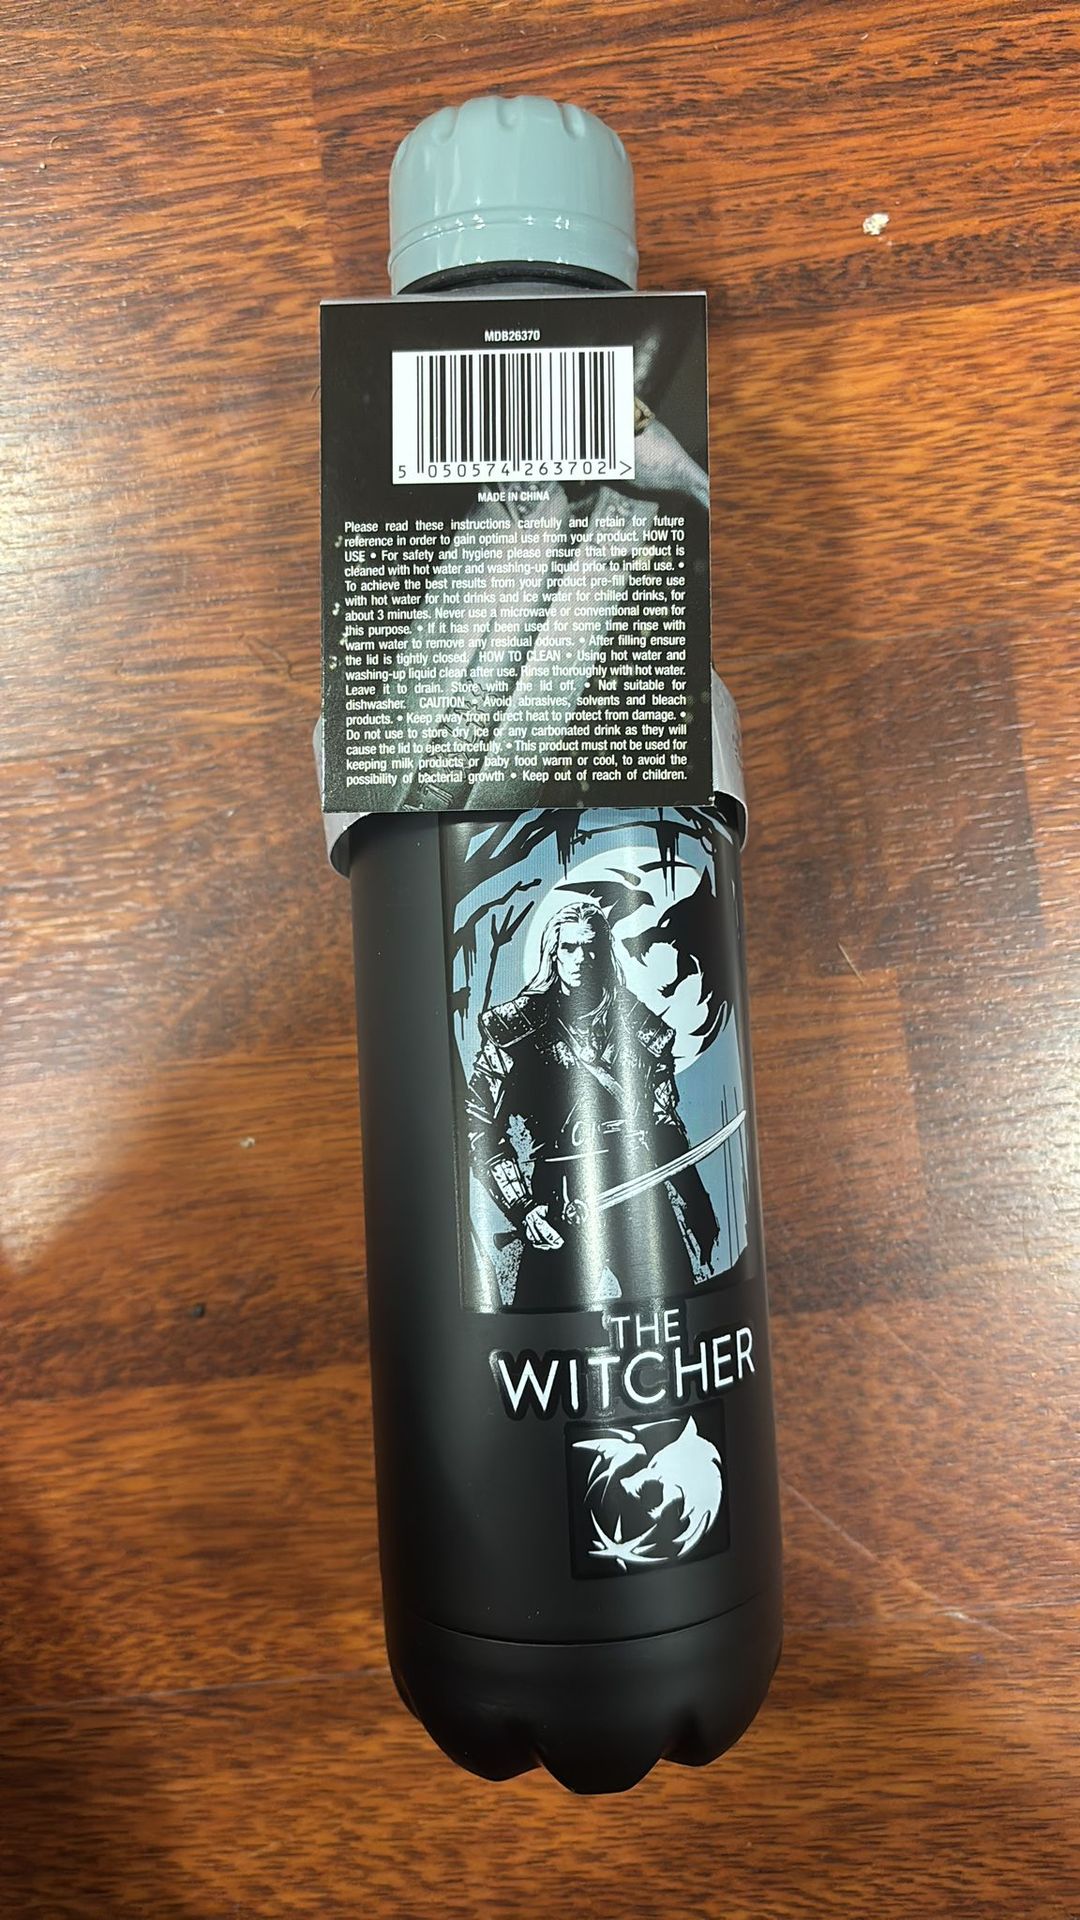 MDB26370
5 050574 263702 >
MADE IN CHINA
Please read these instructions carefully and retain for future
reference in order to gain optimal use from your product. HOW TO
USE • For safety and hygiene please ensure that the product is
cleaned with hot water and washing-up liquid prior to initial use. •
To achieve the best results from your product pre-fill before use
with hot water for hot drinks and ice water for chilled drinks, for
about 3 minutes. Never use a microwave or conventional oven for
this purpose. • If it has not been used for some time rinse with
warm water to remove any residual odours. • After filling ensure
the lid is tightly closed. HOW TO CLEAN • Using hot water and
washing-up liquid clean after use. Rinse thoroughly with hot water.
Leave it to drain. Store with the lid off. • Not suitable for
dishwasher. CAUTION • Avoid abrasives, solvents and bleach
products. • Keep away from direct heat to protect from damage. •
Do not use to store dry ice or any carbonated drink as they will
cause the lid to eject forcefully. • This product must not be used for
keeping milk products or baby food warm or cool, to avoid the
possibility of bacterial growth • Keep out of reach of children.
THE
WITCHER